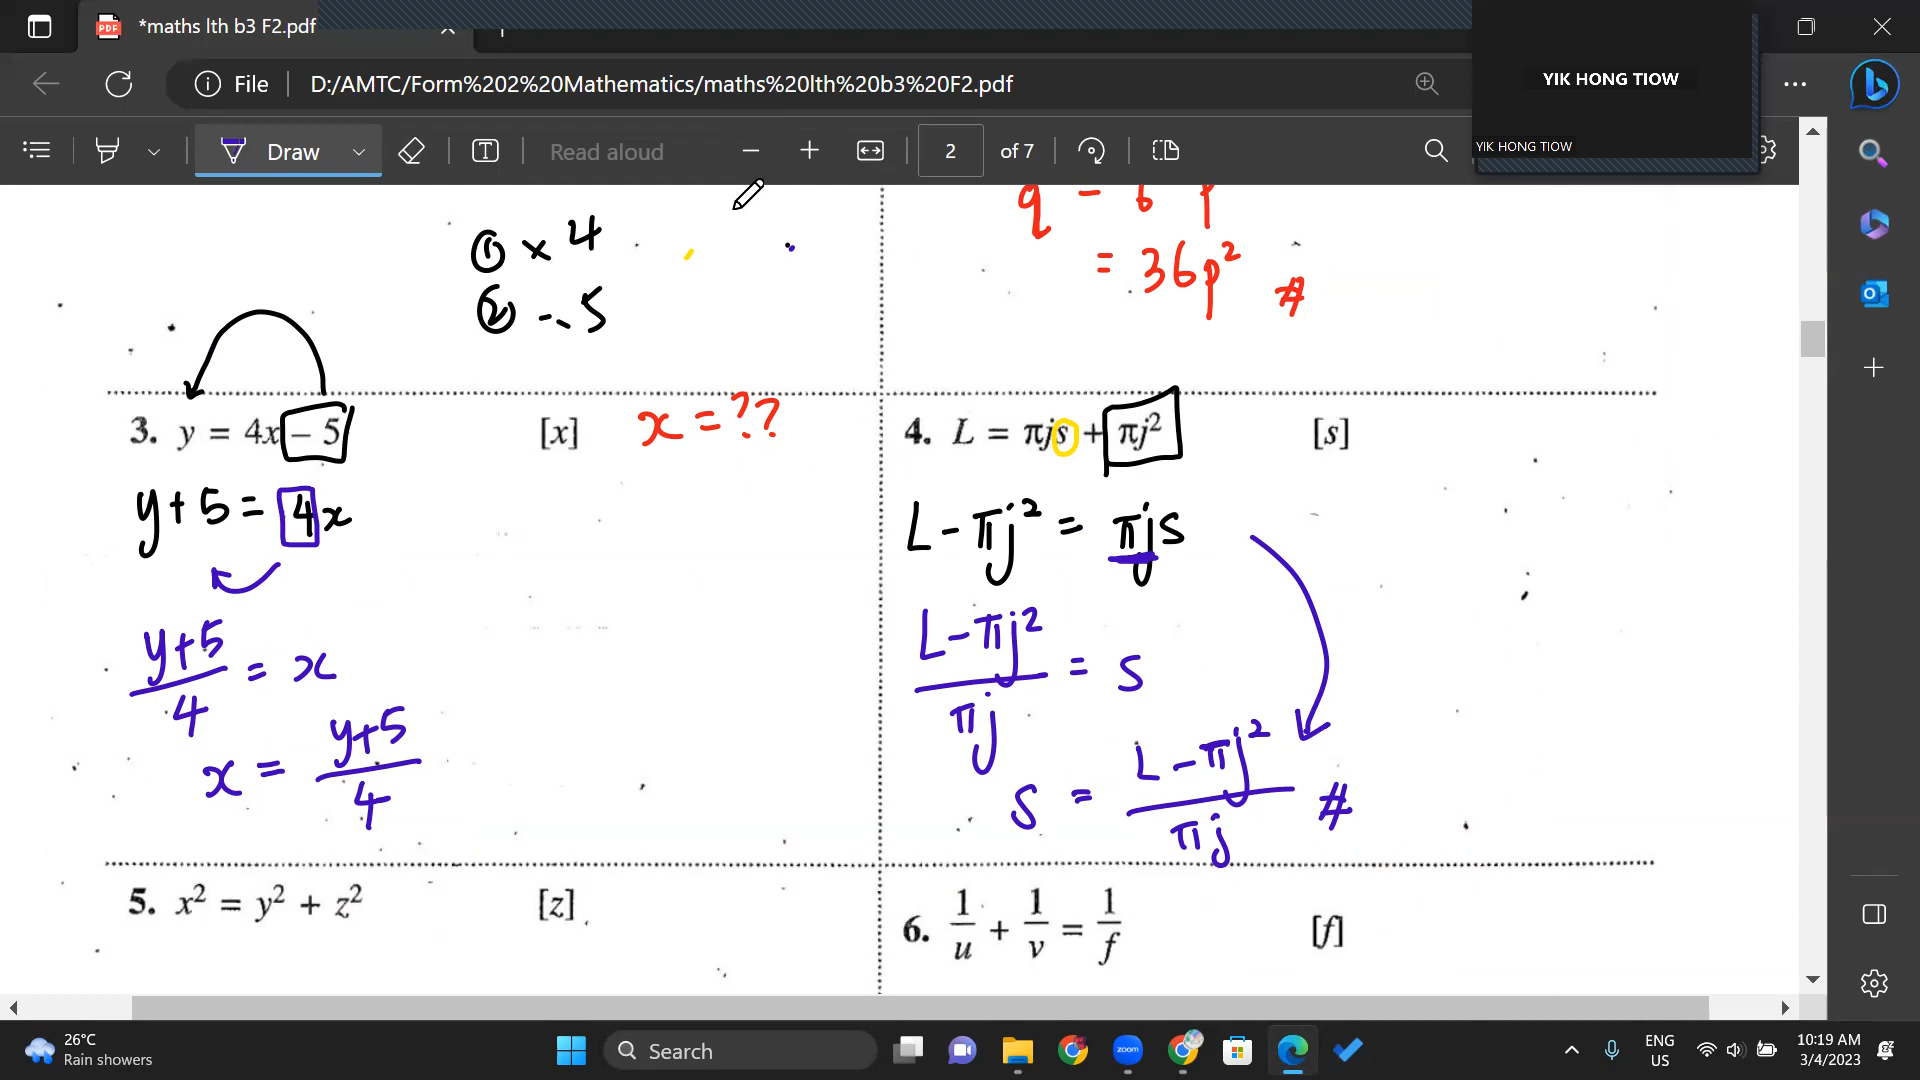 *maths lth b3 F2.pdf
YIK HONG TIOW
File
D:/AMTC/Form%202%20Mathematics/maths%20lth%20b3%20F2.pdf
YIK HONG TIOW
Draw
Read aloud
2
of 7
① × 4
② - 5
= 36p² #
3. y = 4x – 5 [x] x = ??
y + 5 = 4x
y+5/4 = x
x = y+5/4
4. L = πjs + πj² [s]
L - πj² = πjs
L-πj²/πj = s
s = L-πj²/πj #
5. x² = y² + z² [z]
6. 1/u + 1/v = 1/f [f]
26°C
Rain showers
Search
zoom
ENG
US
10:19 AM
3/4/2023